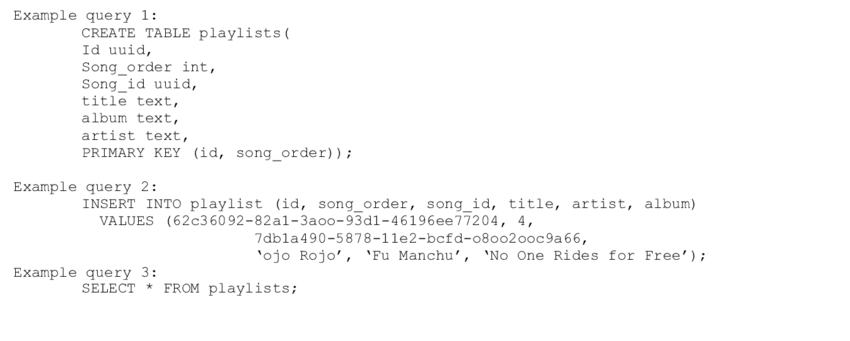 Example query 1:
CREATE TABLE playlists(
Id uuid,
Song_order int,
Song_id uuid,
title text,
album text,
artist text,
PRIMARY KEY (id, song_order));
Example query 2:
INSERT INTO playlist (id, song_order, song_id, title, artist, album)
VALUES (62c36092-82a1-3aoo-93d1-46196ee77204, 4,
7db1a490-5878-11e2-bcfd-o8oo2ooc9a66,
‘ojo Rojo’, ‘Fu Manchu’, ‘No One Rides for Free’);
Example query 3:
SELECT * FROM playlists;